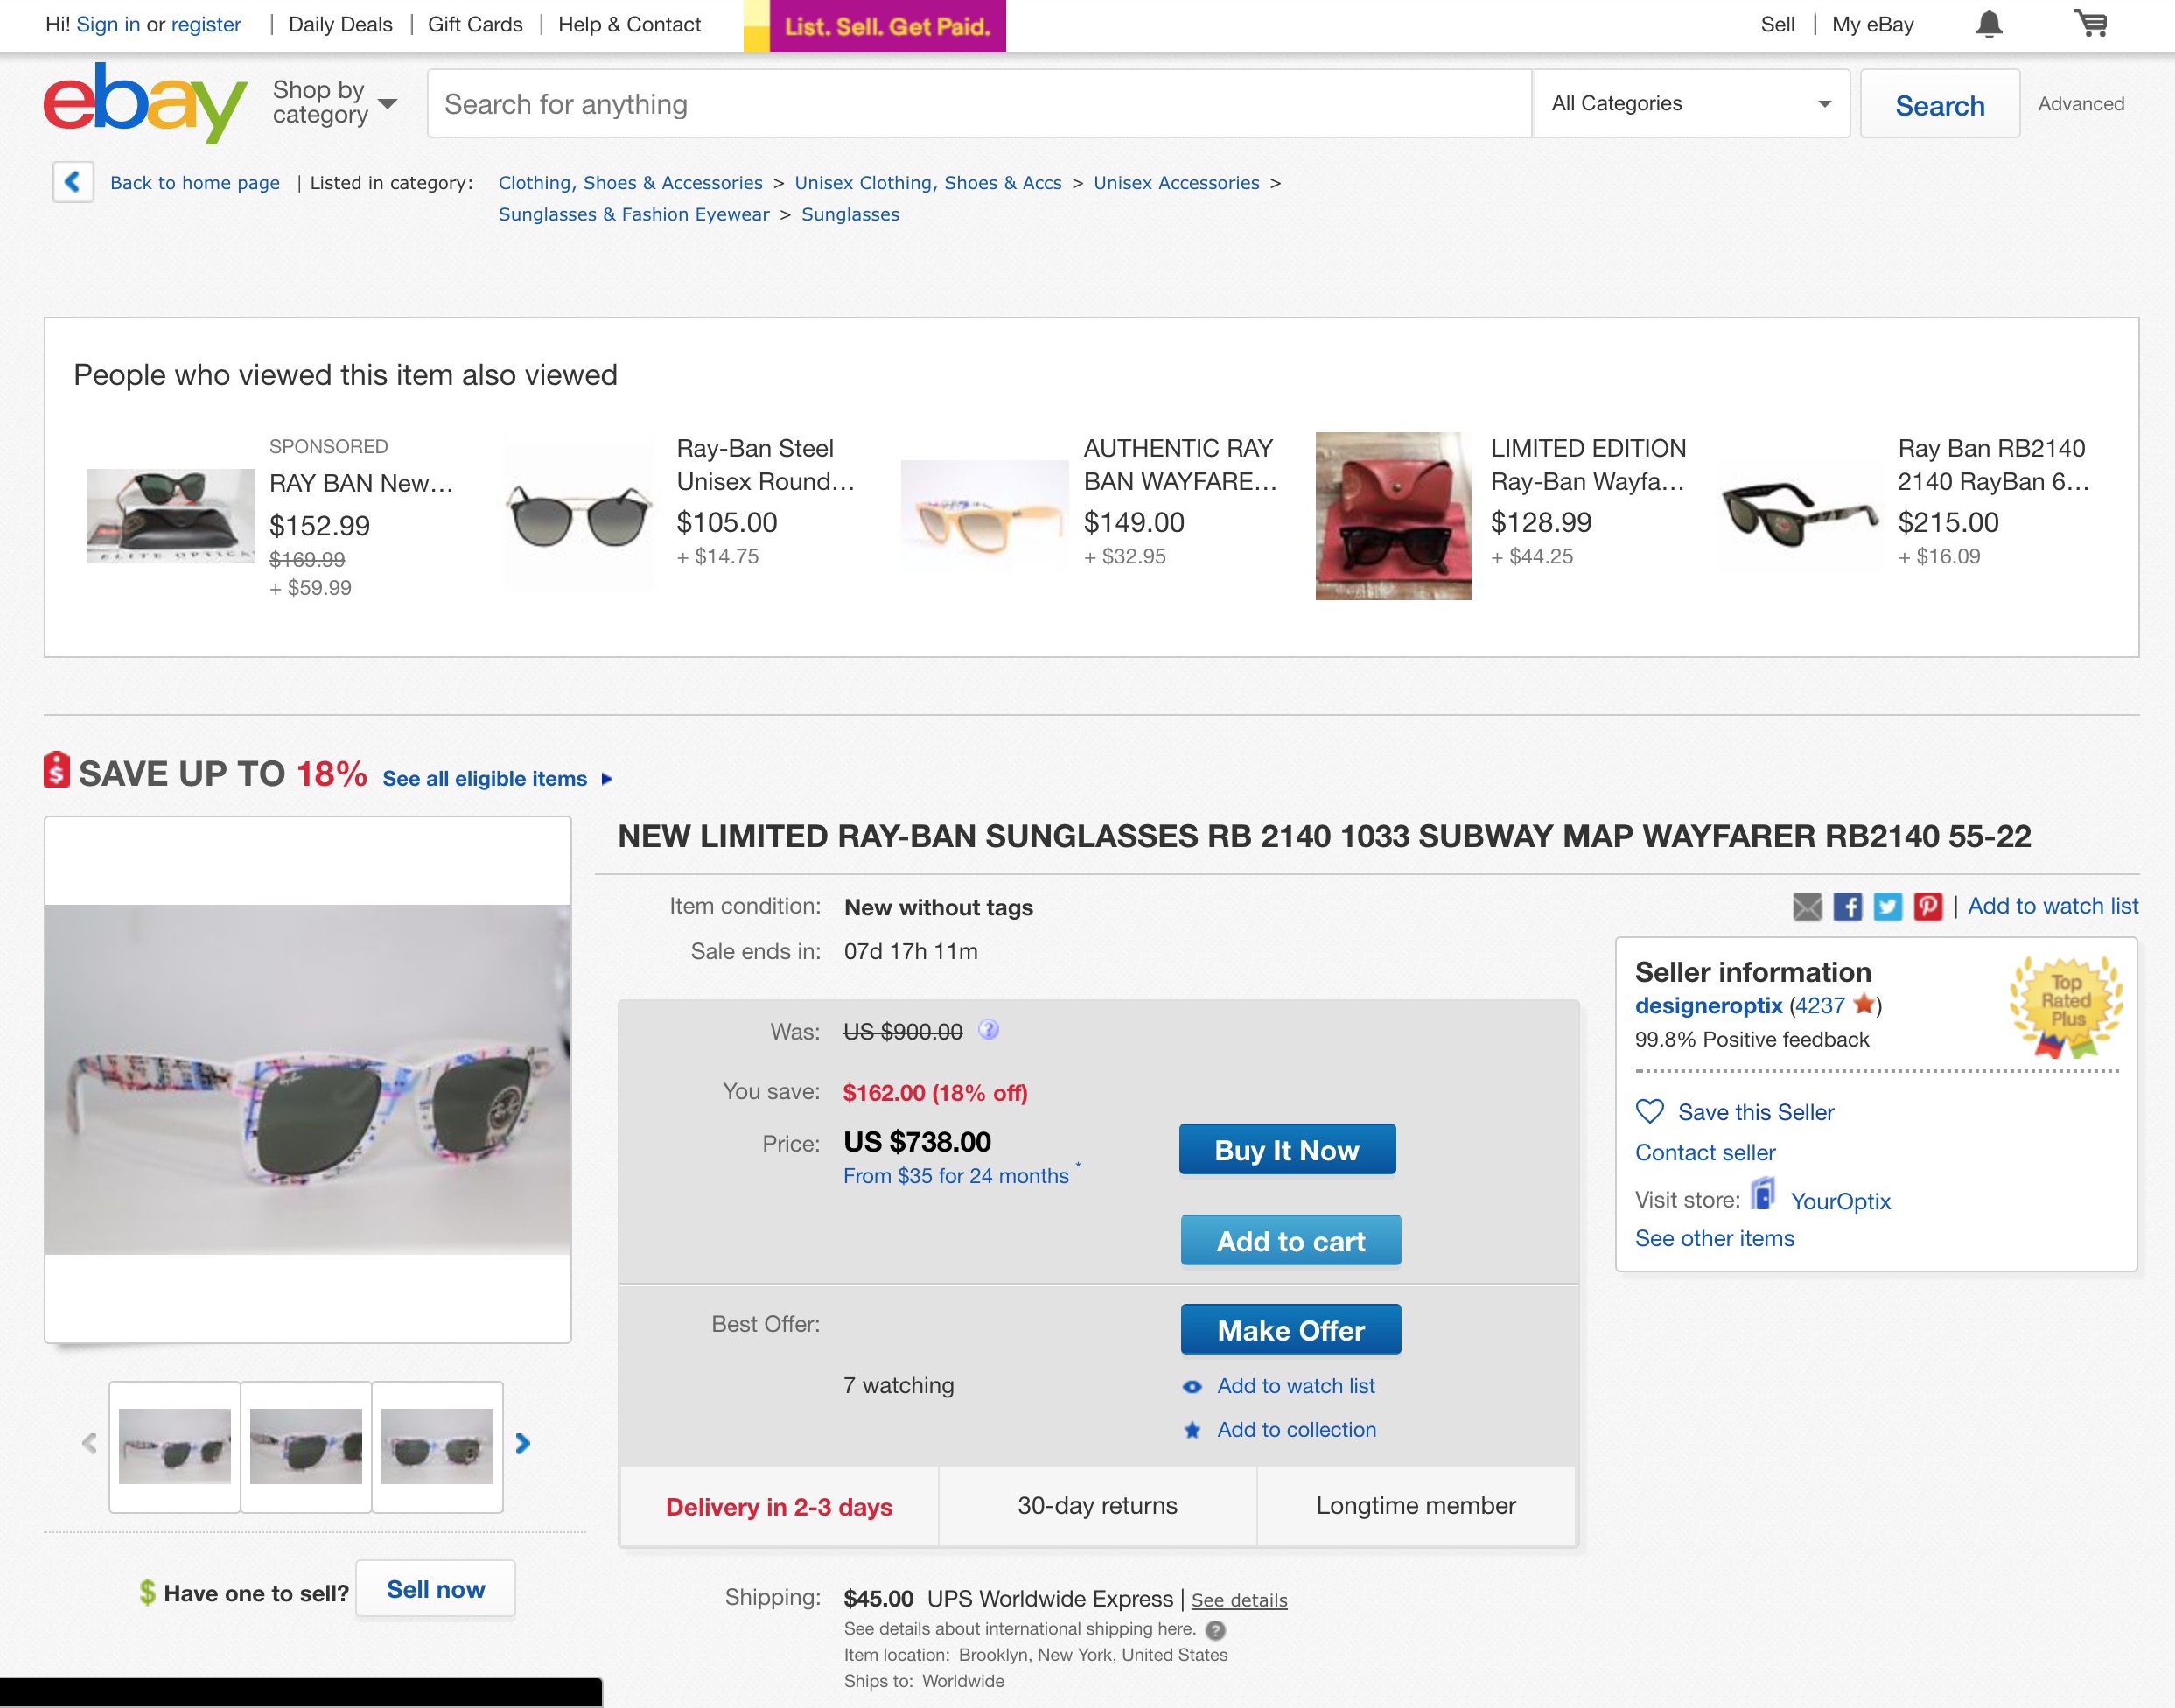 Hi! Sign in or register | Daily Deals | Gift Cards | Help & Contact
List. Sell. Get Paid.
Sell | My eBay
ebay
Shop by
category
Search for anything
All Categories
Search
Advanced
Back to home page | Listed in category: Clothing, Shoes & Accessories > Unisex Clothing, Shoes & Accs > Unisex Accessories >
Sunglasses & Fashion Eyewear > Sunglasses
People who viewed this item also viewed
SPONSORED
RAY BAN New...
$152.99
$169.99
+ $59.99
Ray-Ban Steel
Unisex Round...
$105.00
+ $14.75
AUTHENTIC RAY
BAN WAYFARE...
$149.00
+ $32.95
LIMITED EDITION
Ray-Ban Wayfa...
$128.99
+ $44.25
Ray Ban RB2140
2140 RayBan 6...
$215.00
+ $16.09
SAVE UP TO 18% See all eligible items
NEW LIMITED RAY-BAN SUNGLASSES RB 2140 1033 SUBWAY MAP WAYFARER RB2140 55-22
Item condition: New without tags
Sale ends in: 07d 17h 11m
| Add to watch list
Was: US $900.00 ?
You save: $162.00 (18% off)
Price: US $738.00
From $35 for 24 months *
Buy It Now
Add to cart
Best Offer:
Make Offer
7 watching
Add to watch list
Add to collection
Delivery in 2-3 days
30-day returns
Longtime member
Seller information
designeroptix (4237)
99.8% Positive feedback
Top
Rated
Plus
Save this Seller
Contact seller
Visit store: YourOptix
See other items
$ Have one to sell? Sell now
Shipping: $45.00 UPS Worldwide Express | See details
See details about international shipping here. ?
Item location: Brooklyn, New York, United States
Ships to: Worldwide